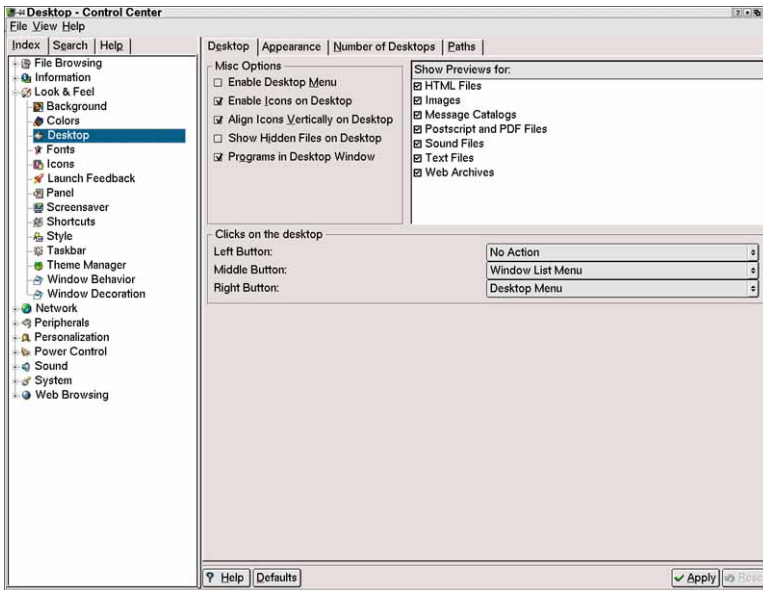 Desktop - Control Center
File View Help
Index Search Help
File Browsing
Information
Look & Feel
Background
Colors
Desktop
Fonts
Icons
Launch Feedback
Panel
Screensaver
Shortcuts
Style
Taskbar
Theme Manager
Window Behavior
Window Decoration
Network
Peripherals
Personalization
Power Control
Sound
System
Web Browsing
Desktop Appearance Number of Desktops Paths
Misc Options
Enable Desktop Menu
Enable Icons on Desktop
Align Icons Vertically on Desktop
Show Hidden Files on Desktop
Programs in Desktop Window
Show Previews for:
HTML Files
Images
Message Catalogs
Postscript and PDF Files
Sound Files
Text Files
Web Archives
Clicks on the desktop
Left Button: No Action
Middle Button: Window List Menu
Right Button: Desktop Menu
? Help Defaults Apply